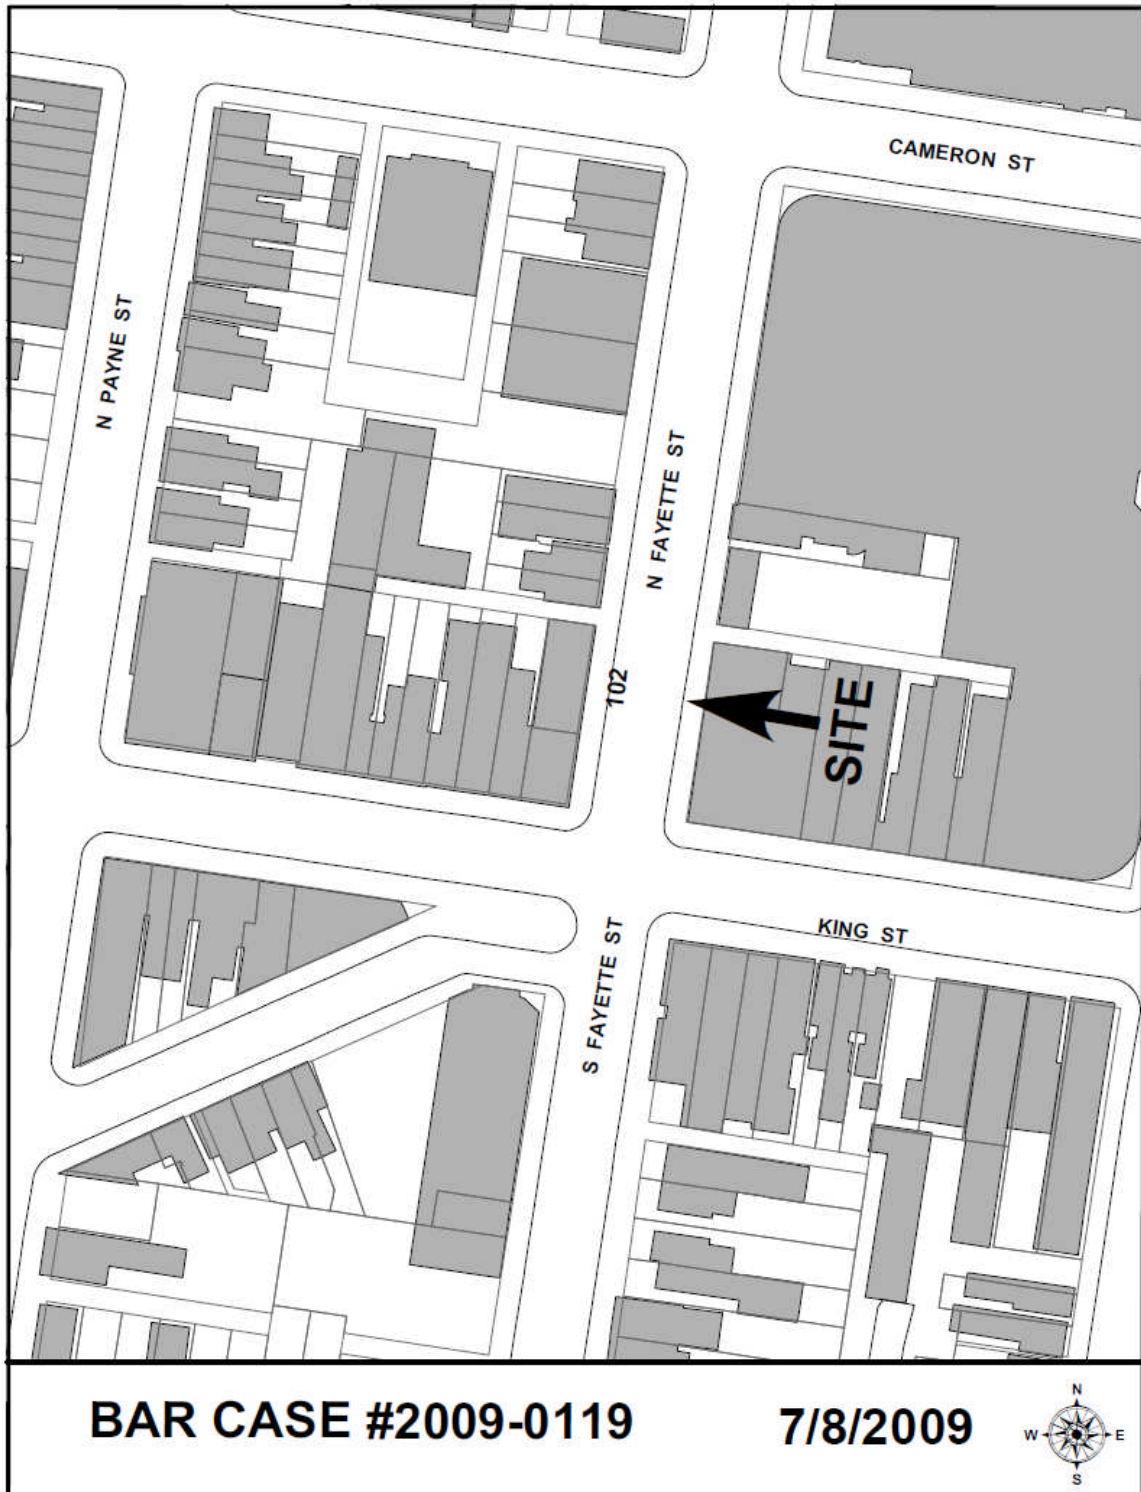 CAMERON ST
N PAYNE ST
N FAYETTE ST
102
SITE
KING ST
S FAYETTE ST
BAR CASE #2009-0119
7/8/2009
N
W E
S